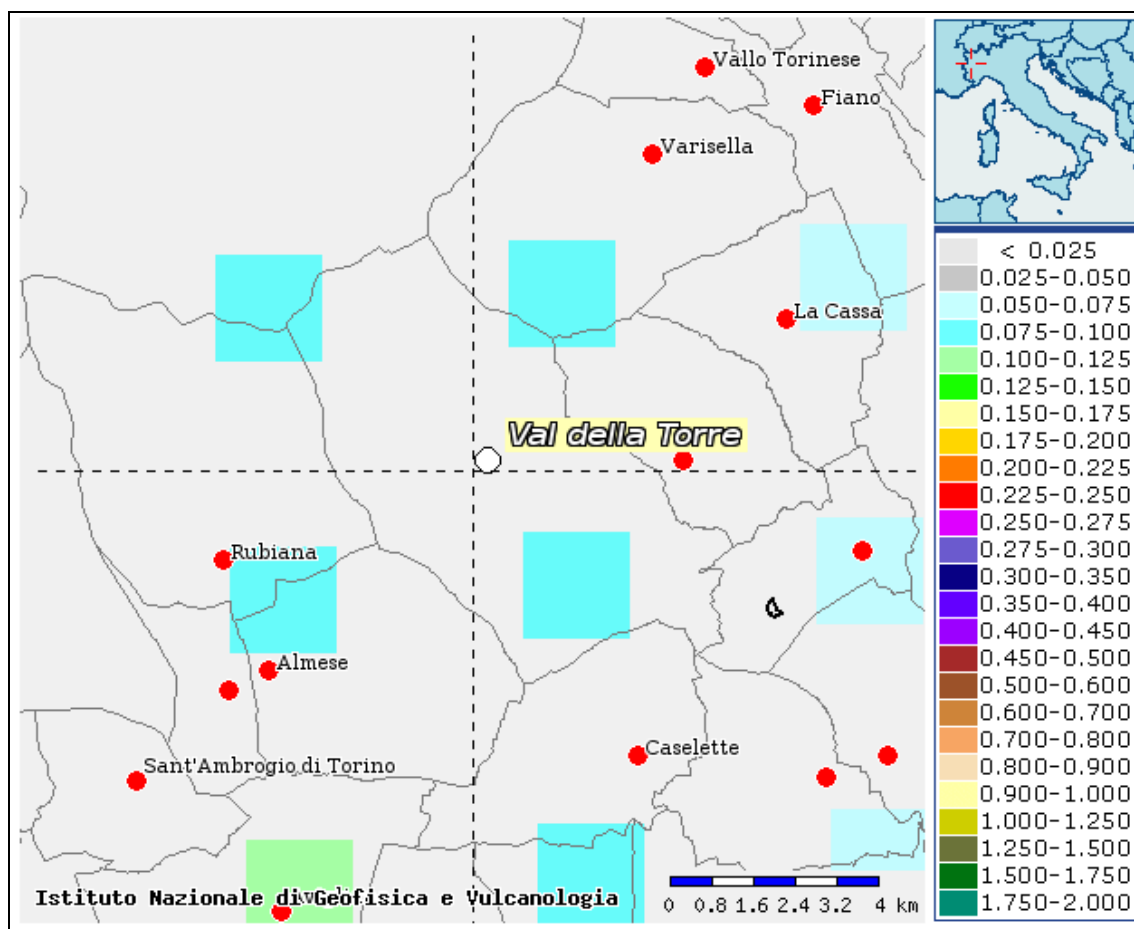 Vallo Torinese
Fiano
Varisella
La Cassa
Val della Torre
Rubiana
Almese
Caselette
Sant'Ambrogio di Torino
Istituto Nazionale di Geofisica e Vulcanologia
0 0.8 1.6 2.4 3.2 4 km
< 0.025
0.025-0.050
0.050-0.075
0.075-0.100
0.100-0.125
0.125-0.150
0.150-0.175
0.175-0.200
0.200-0.225
0.225-0.250
0.250-0.275
0.275-0.300
0.300-0.350
0.350-0.400
0.400-0.450
0.450-0.500
0.500-0.600
0.600-0.700
0.700-0.800
0.800-0.900
0.900-1.000
1.000-1.250
1.250-1.500
1.500-1.750
1.750-2.000